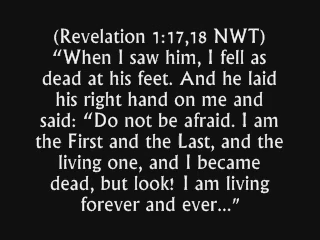 (Revelation 1:17,18 NWT)
“When I saw him, I fell as
dead at his feet. And he laid
his right hand on me and
said: “Do not be afraid. I am
the First and the Last, and the
living one, and I became
dead, but look! I am living
forever and ever...”